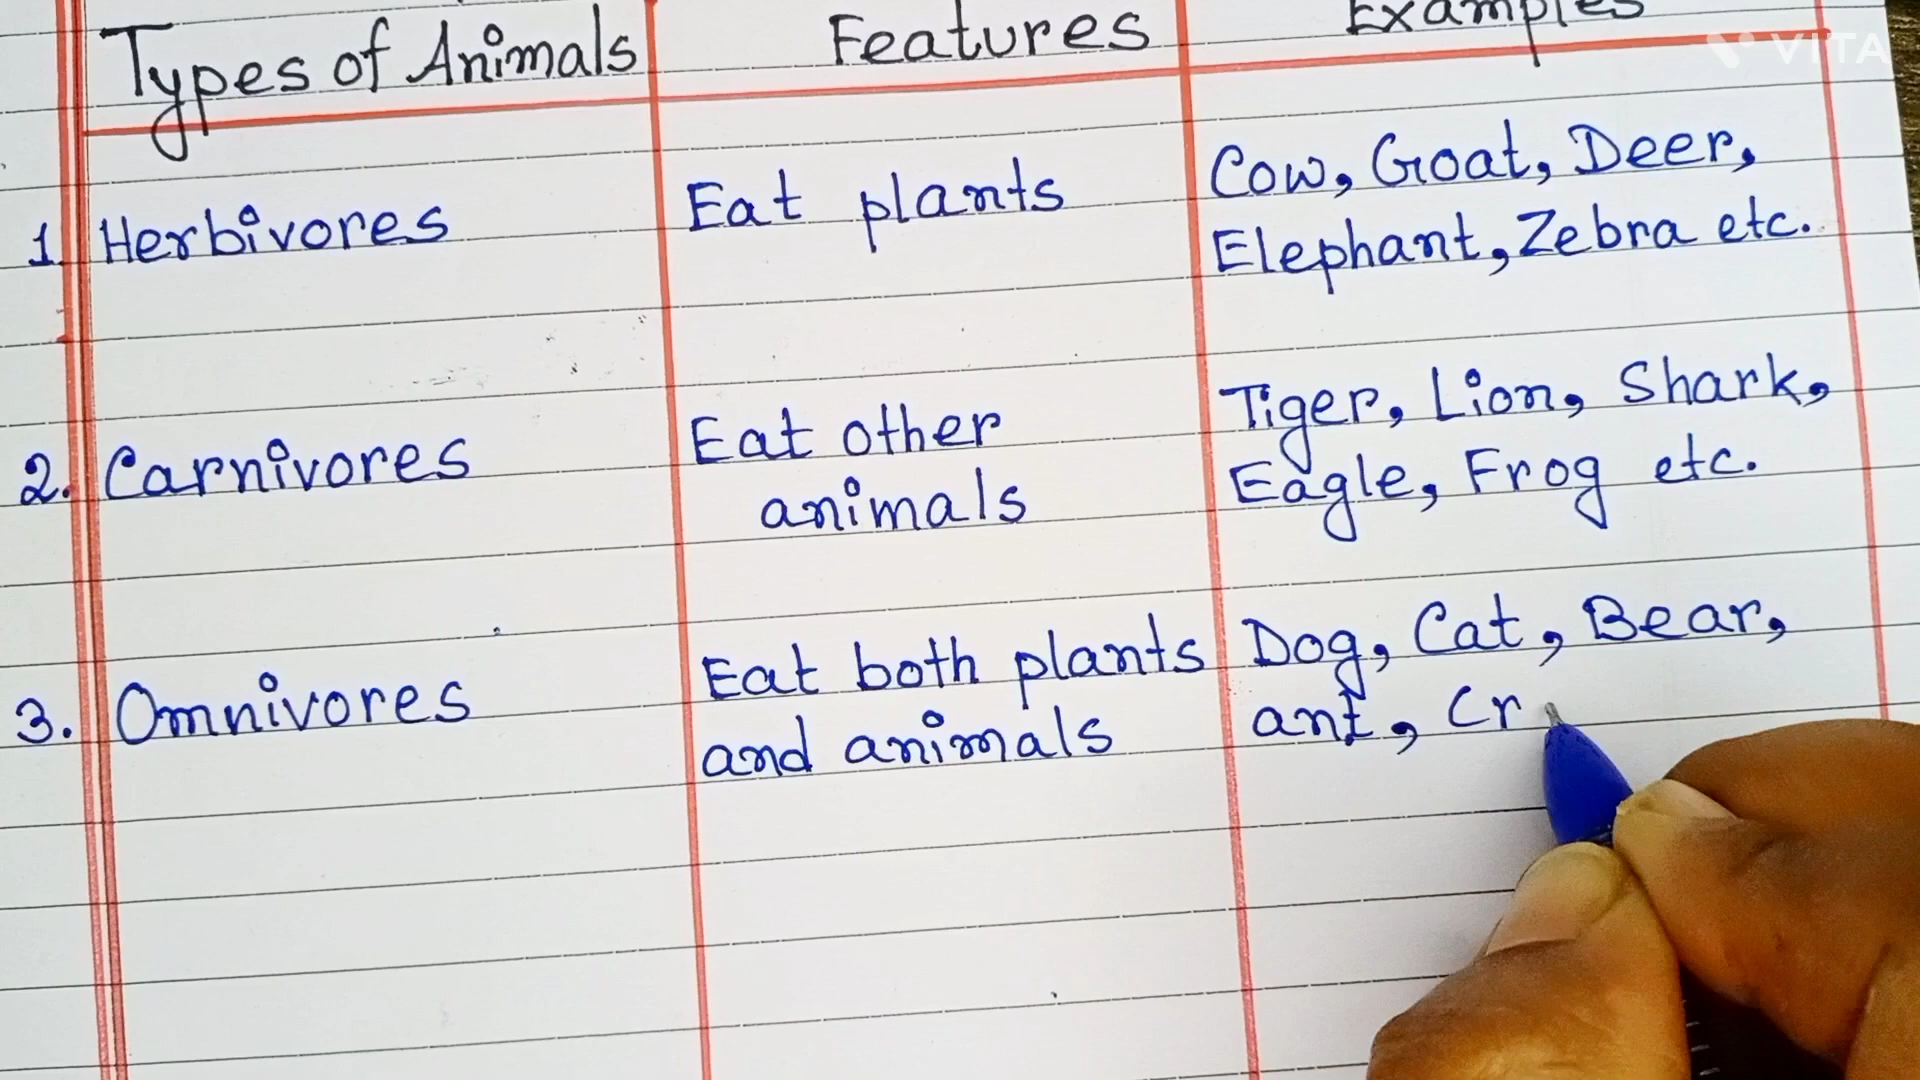 Types of Animals Features Examples
1. Herbivores Eat plants Cow, Goat, Deer,
Elephant, Zebra etc.
2. Carnivores Eat other Tiger, Lion, Shark,
animals Eagle, Frog etc.
3. Omnivores Eat both plants Dog, Cat, Bear,
and animals ant, Cr
VITA